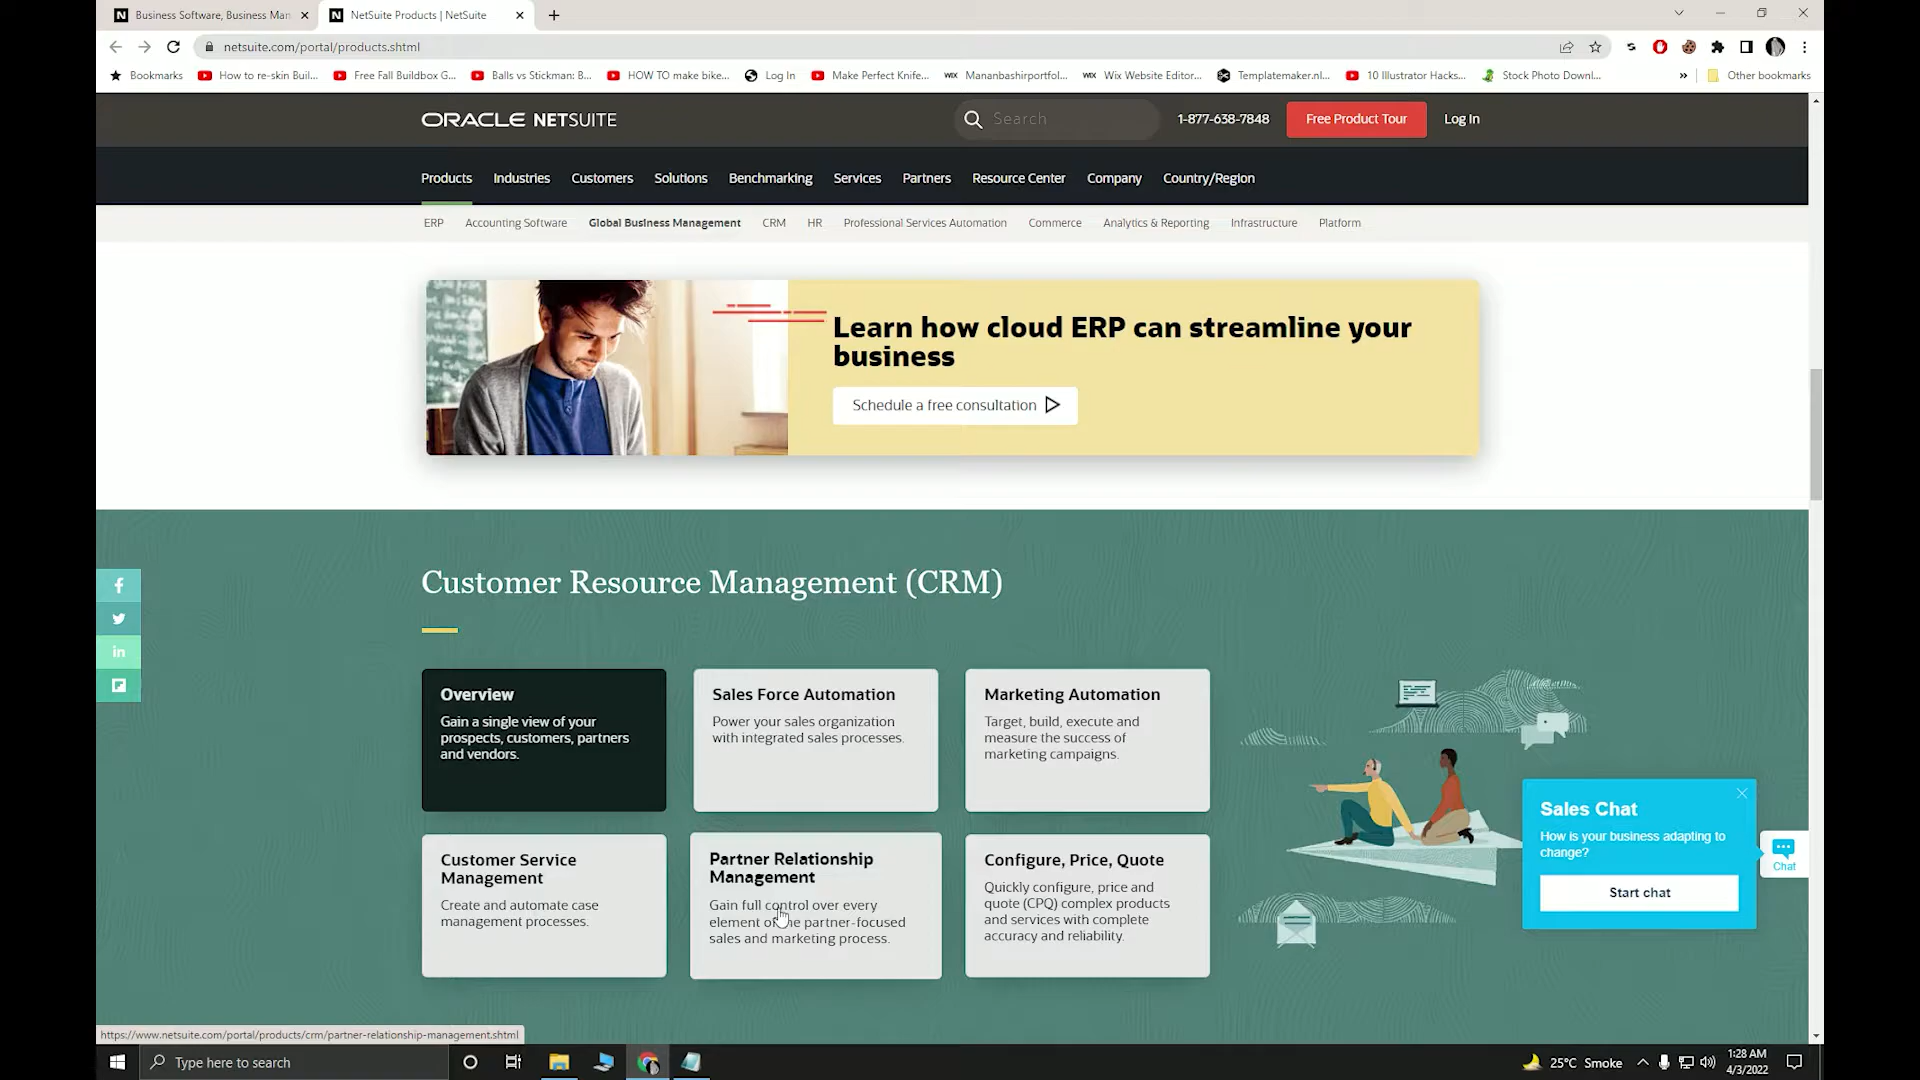 Business Software, Business Man
NetSuite Products | NetSuite
netsuite.com/portal/products.shtml
Bookmarks
How to re-skin Buil...
Free Fall Buildbox G...
Balls vs Stickman: B...
HOW TO make bike...
Log In
Make Perfect Knife...
WIX
Mananbashirportfol...
WIX
Wix Website Editor...
Templatemaker.nl...
10 Illustrator Hacks...
Stock Photo Downl...
»
Other bookmarks
ORACLE NETSUITE
Search
1-877-638-7848
Free Product Tour
Log In
Products
Industries
Customers
Solutions
Benchmarking
Services
Partners
Resource Center
Company
Country/Region
ERP
Accounting Software
Global Business Management
CRM
HR
Professional Services Automation
Commerce
Analytics & Reporting
Infrastructure
Platform
Learn how cloud ERP can streamline your
business
Schedule a free consultation
Customer Resource Management (CRM)
Overview
Gain a single view of your
prospects, customers, partners
and vendors.
Sales Force Automation
Power your sales organization
with integrated sales processes.
Marketing Automation
Target, build, execute and
measure the success of
marketing campaigns.
Customer Service
Management
Create and automate case
management processes.
Partner Relationship
Management
Gain full control over every
element of the partner-focused
sales and marketing process.
Configure, Price, Quote
Quickly configure, price and
quote (CPQ) complex products
and services with complete
accuracy and reliability.
Sales Chat
How is your business adapting to
change?
Start chat
Chat
https://www.netsuite.com/portal/products/crm/partner-relationship-management.shtml
Type here to search
25°C Smoke
1:28 AM
4/3/2022